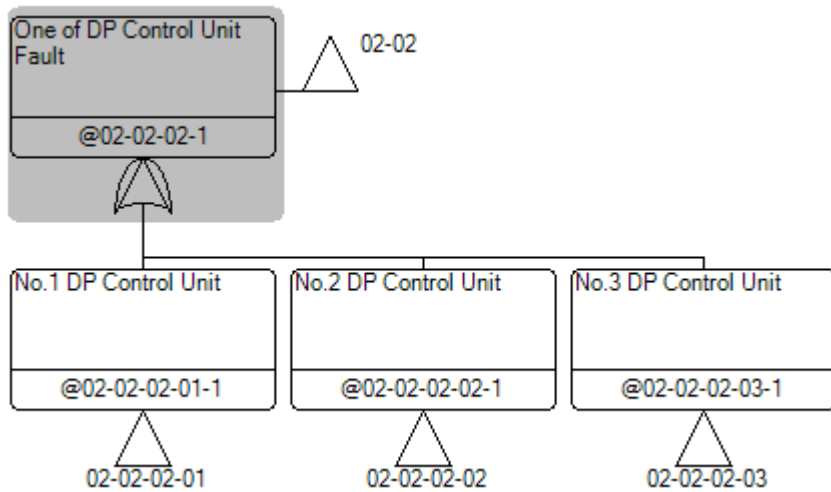 One of DP Control Unit
Fault
02-02
@02-02-02-1
No.1 DP Control Unit
No.2 DP Control Unit
No.3 DP Control Unit
@02-02-02-01-1
@02-02-02-02-1
@02-02-02-03-1
02-02-02-01
02-02-02-02
02-02-02-03